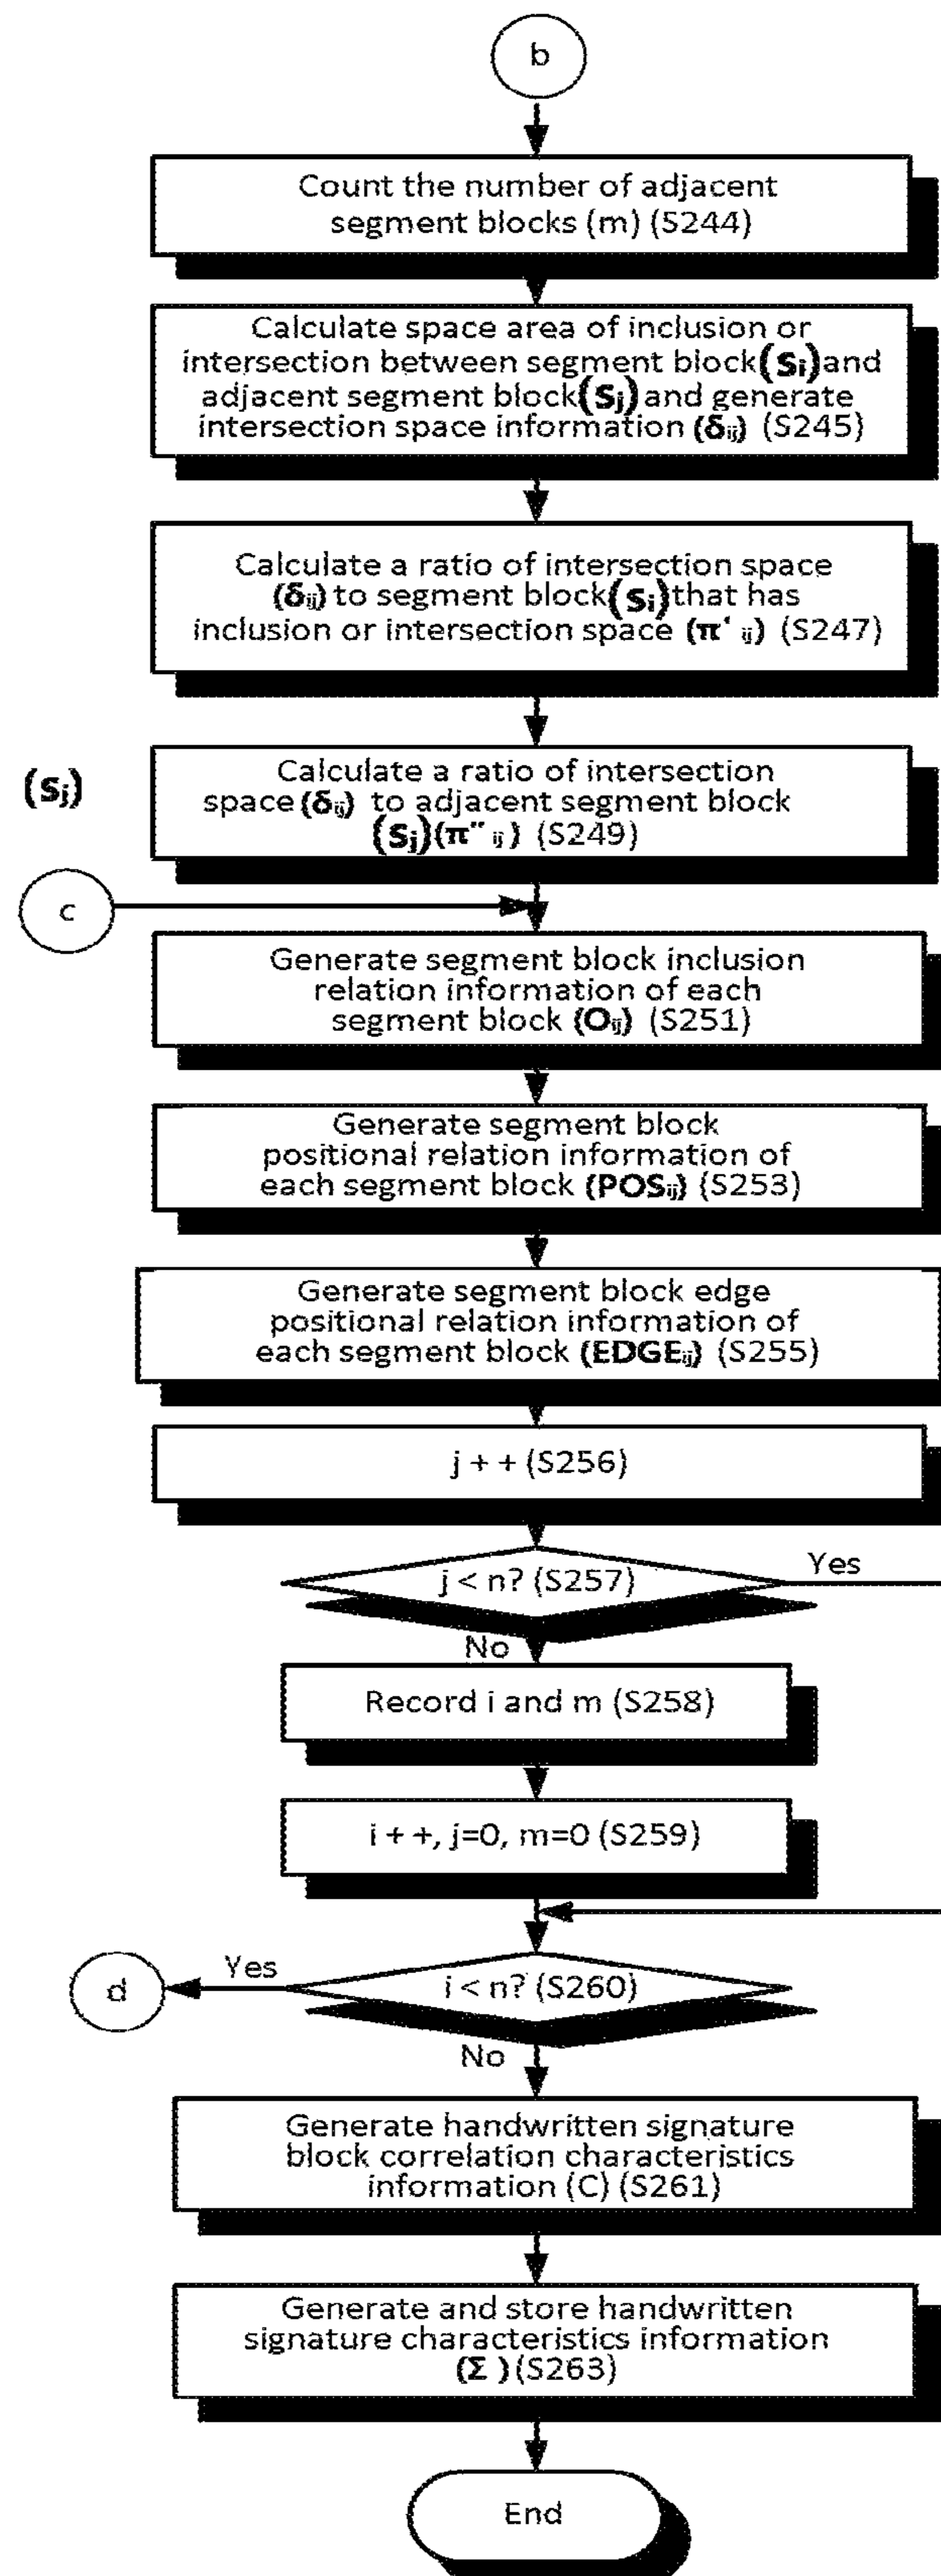 b
Count the number of adjacent
segment blocks (m) (S244)
Calculate space area of inclusion or
intersection between segment block(Si)and
adjacent segment block(Sj)and generate
intersection space information (δij) (S245)
Calculate a ratio of intersection space
(δij) to segment block(Si)that has
inclusion or intersection space (π' ij) (S247)
(Sj)
Calculate a ratio of intersection
space(δij) to adjacent segment block
(Sj)(π" ij) (S249)
c
Generate segment block inclusion
relation information of each
segment block (Oij) (S251)
Generate segment block
positional relation information of
each segment block (POSij) (S253)
Generate segment block edge
positional relation information of
each segment block (EDGEij) (S255)
j + + (S256)
j < n? (S257)
Yes
No
Record i and m (S258)
i + +, j=0, m=0 (S259)
d
Yes
i < n? (S260)
No
Generate handwritten signature
block correlation characteristics
information (C) (S261)
Generate and store handwritten
signature characteristics information
(Σ )(S263)
End